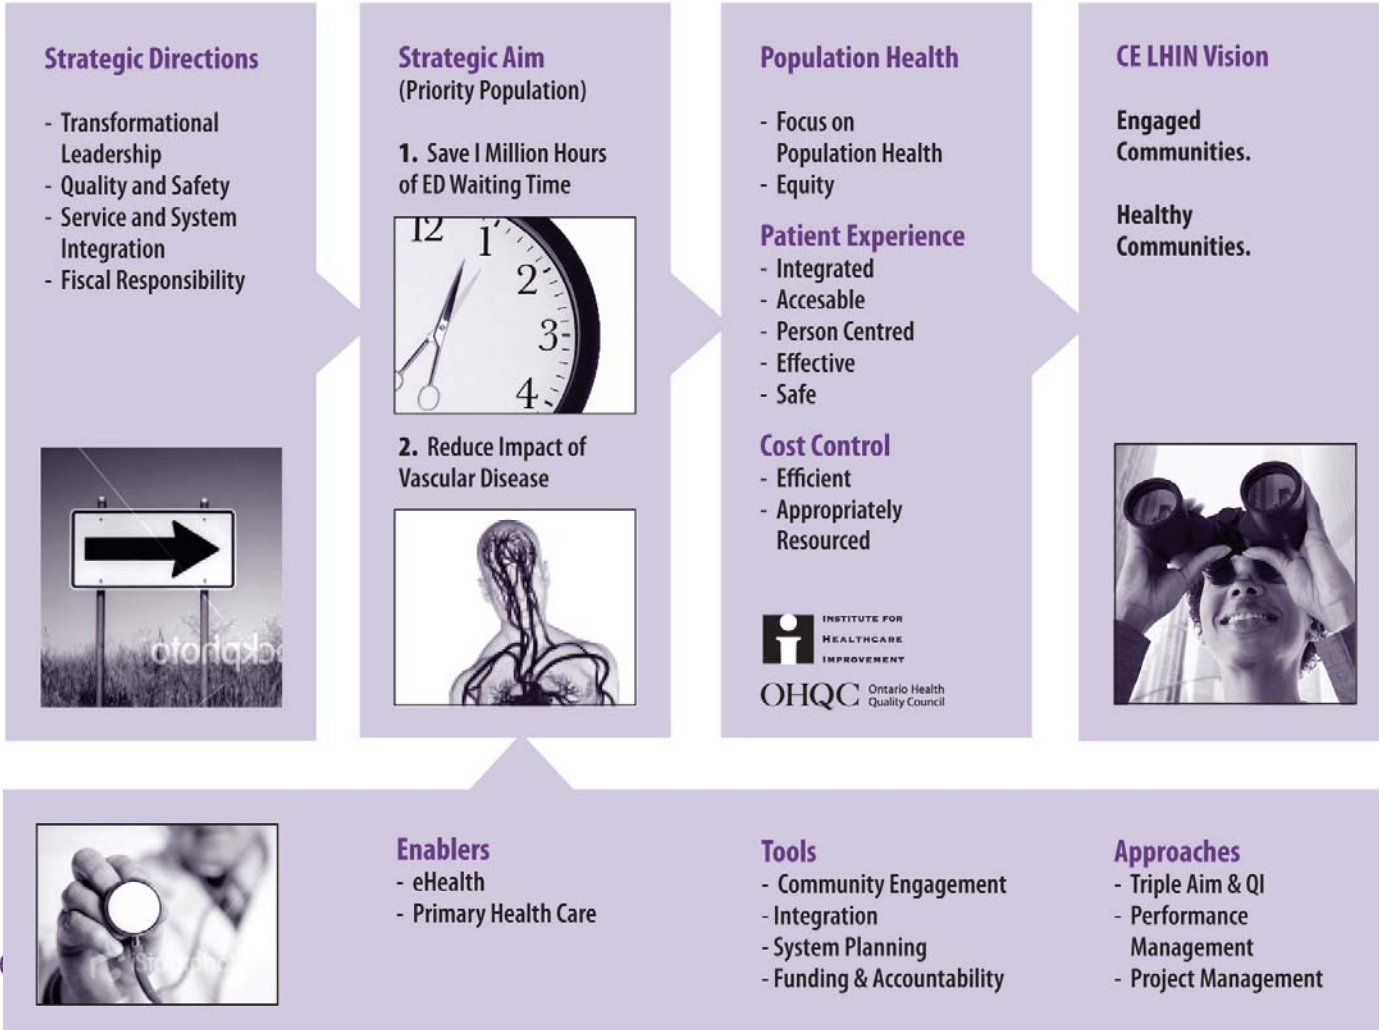 Strategic Directions
- Transformational
Leadership
- Quality and Safety
- Service and System
Integration
- Fiscal Responsibility
Strategic Aim
(Priority Population)
1. Save I Million Hours
of ED Waiting Time
12
1
2
3
4
2. Reduce Impact of
Vascular Disease
Population Health
- Focus on
Population Health
- Equity
Patient Experience
- Integrated
- Accesable
- Person Centred
- Effective
- Safe
Cost Control
- Efficient
- Appropriately
Resourced
INSTITUTE FOR
HEALTHCARE
IMPROVEMENT
OHQC Ontario Health
Quality Council
CE LHIN Vision
Engaged
Communities.
Healthy
Communities.
Enablers
- eHealth
- Primary Health Care
Tools
- Community Engagement
- Integration
- System Planning
- Funding & Accountability
Approaches
- Triple Aim & QI
- Performance
Management
- Project Management